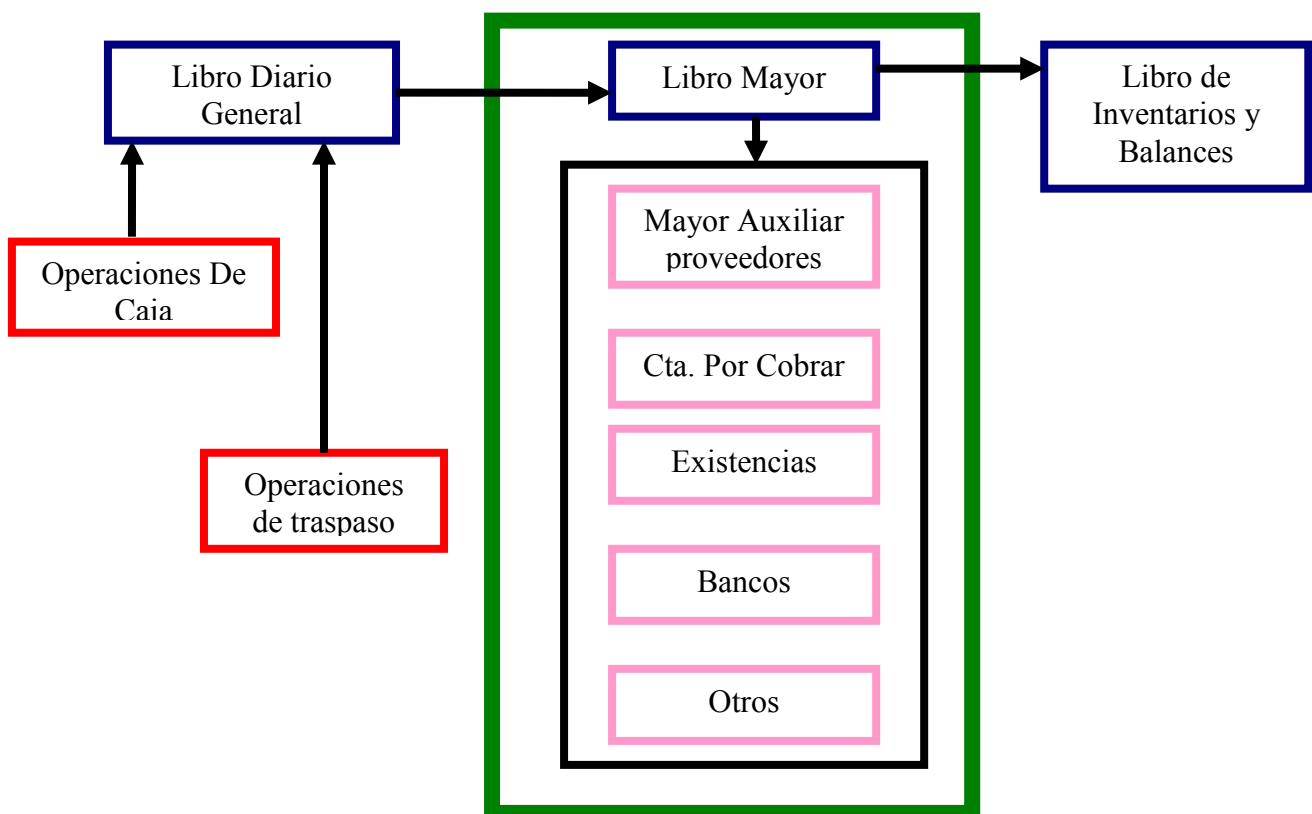 Libro Diario
General
Libro Mayor
Libro de
Inventarios y
Balances
Operaciones De
Caja
Operaciones
de traspaso
Mayor Auxiliar
proveedores
Cta. Por Cobrar
Existencias
Bancos
Otros